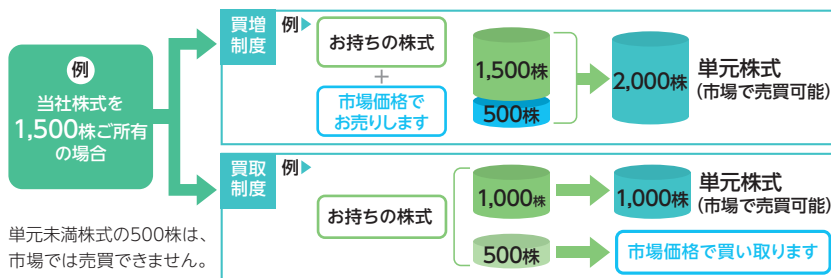 例
当社株式を
1,500株ご所有
の場合
単元未満株式の500株は、
市場では売買できません。
買増
制度
例
お持ちの株式
+
市場価格で
お売りします
1,500株
500株
2,000株
単元株式
(市場で売買可能)
買取
制度
例
お持ちの株式
1,000株
1,000株
単元株式
(市場で売買可能)
500株
市場価格で買い取ります